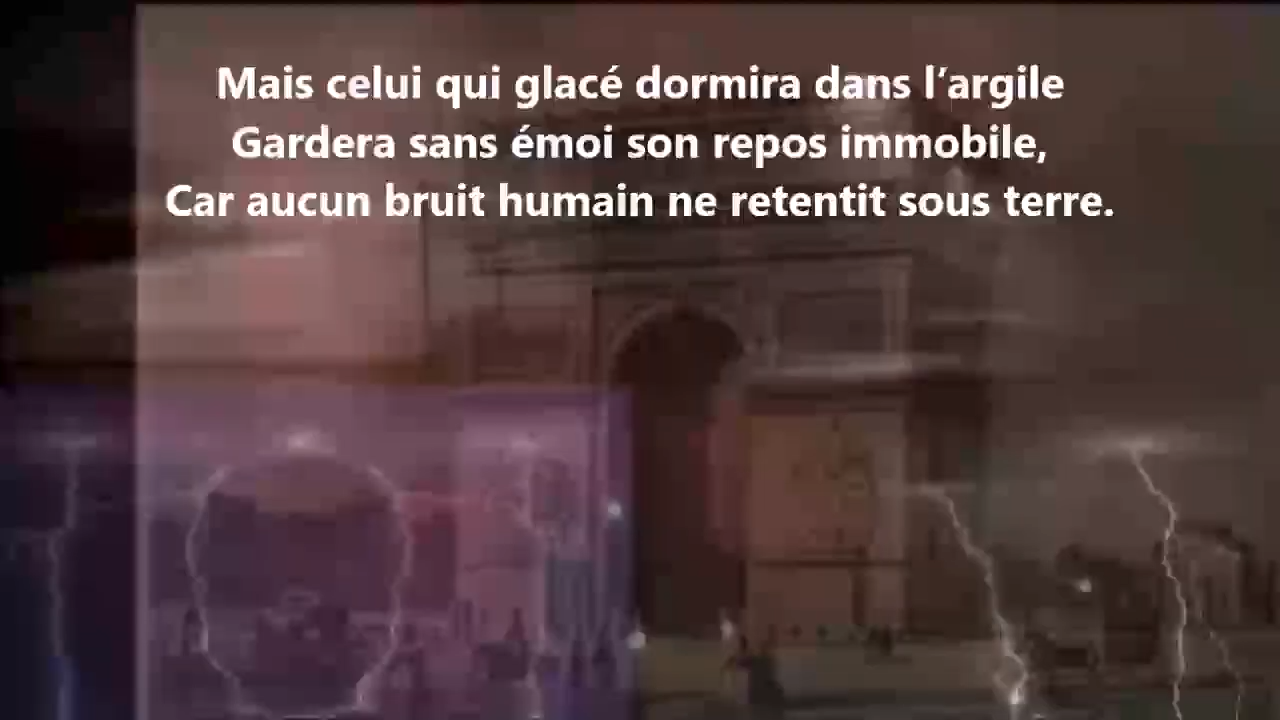 Mais celui qui glacé dormira dans l’argile
Gardera sans émoi son repos immobile,
Car aucun bruit humain ne retentit sous terre.